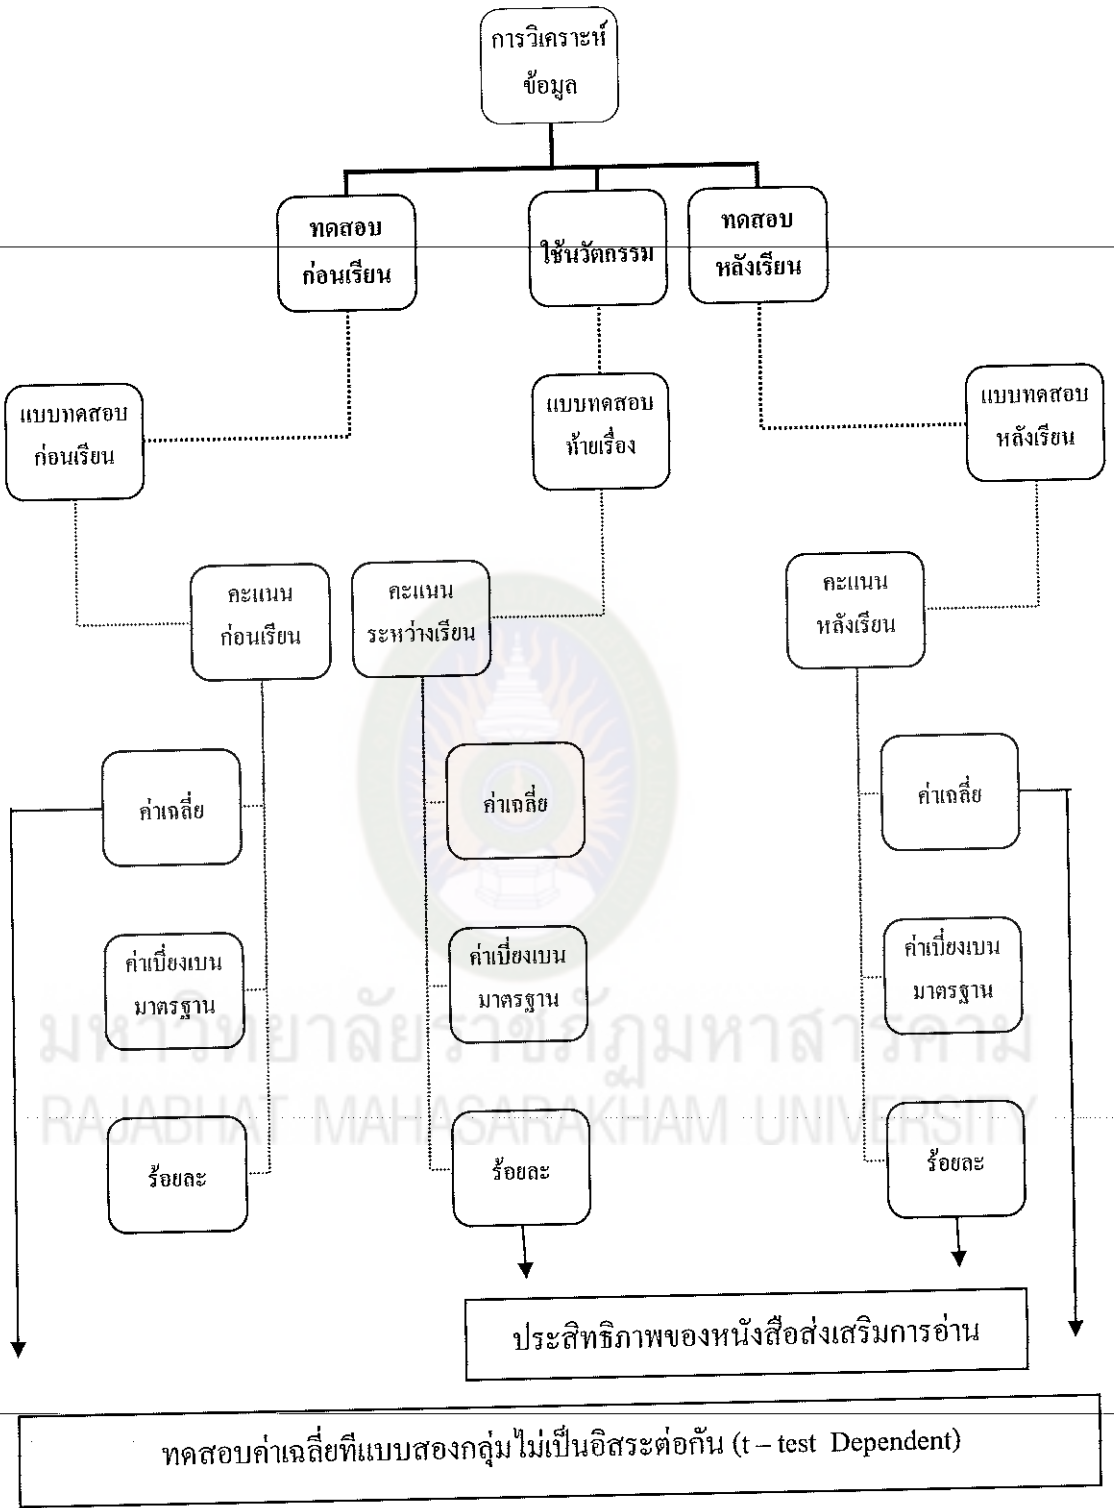 การวิเคราะห์
ข้อมูล
ทดสอบ
ก่อนเรียน
ใช้นวัตกรรม
ทดสอบ
หลังเรียน
แบบทดสอบ
ก่อนเรียน
แบบทดสอบ
ท้ายเรื่อง
แบบทดสอบ
หลังเรียน
คะแนน
ก่อนเรียน
คะแนน
ระหว่างเรียน
คะแนน
หลังเรียน
ค่าเฉลี่ย
ค่าเฉลี่ย
ค่าเฉลี่ย
ค่าเบี่ยงเบน
มาตรฐาน
ค่าเบี่ยงเบน
มาตรฐาน
ค่าเบี่ยงเบน
มาตรฐาน
มหาวิทยาลัยราชภัฏมหาสารคาม
RAJABHAT MAHASARAKHAM UNIVERSITY
ร้อยละ
ร้อยละ
ร้อยละ
ประสิทธิภาพของหนังสือส่งเสริมการอ่าน
ทดสอบค่าเฉลี่ยทีแบบสองกลุ่มไม่เป็นอิสระต่อกัน (t – test Dependent)